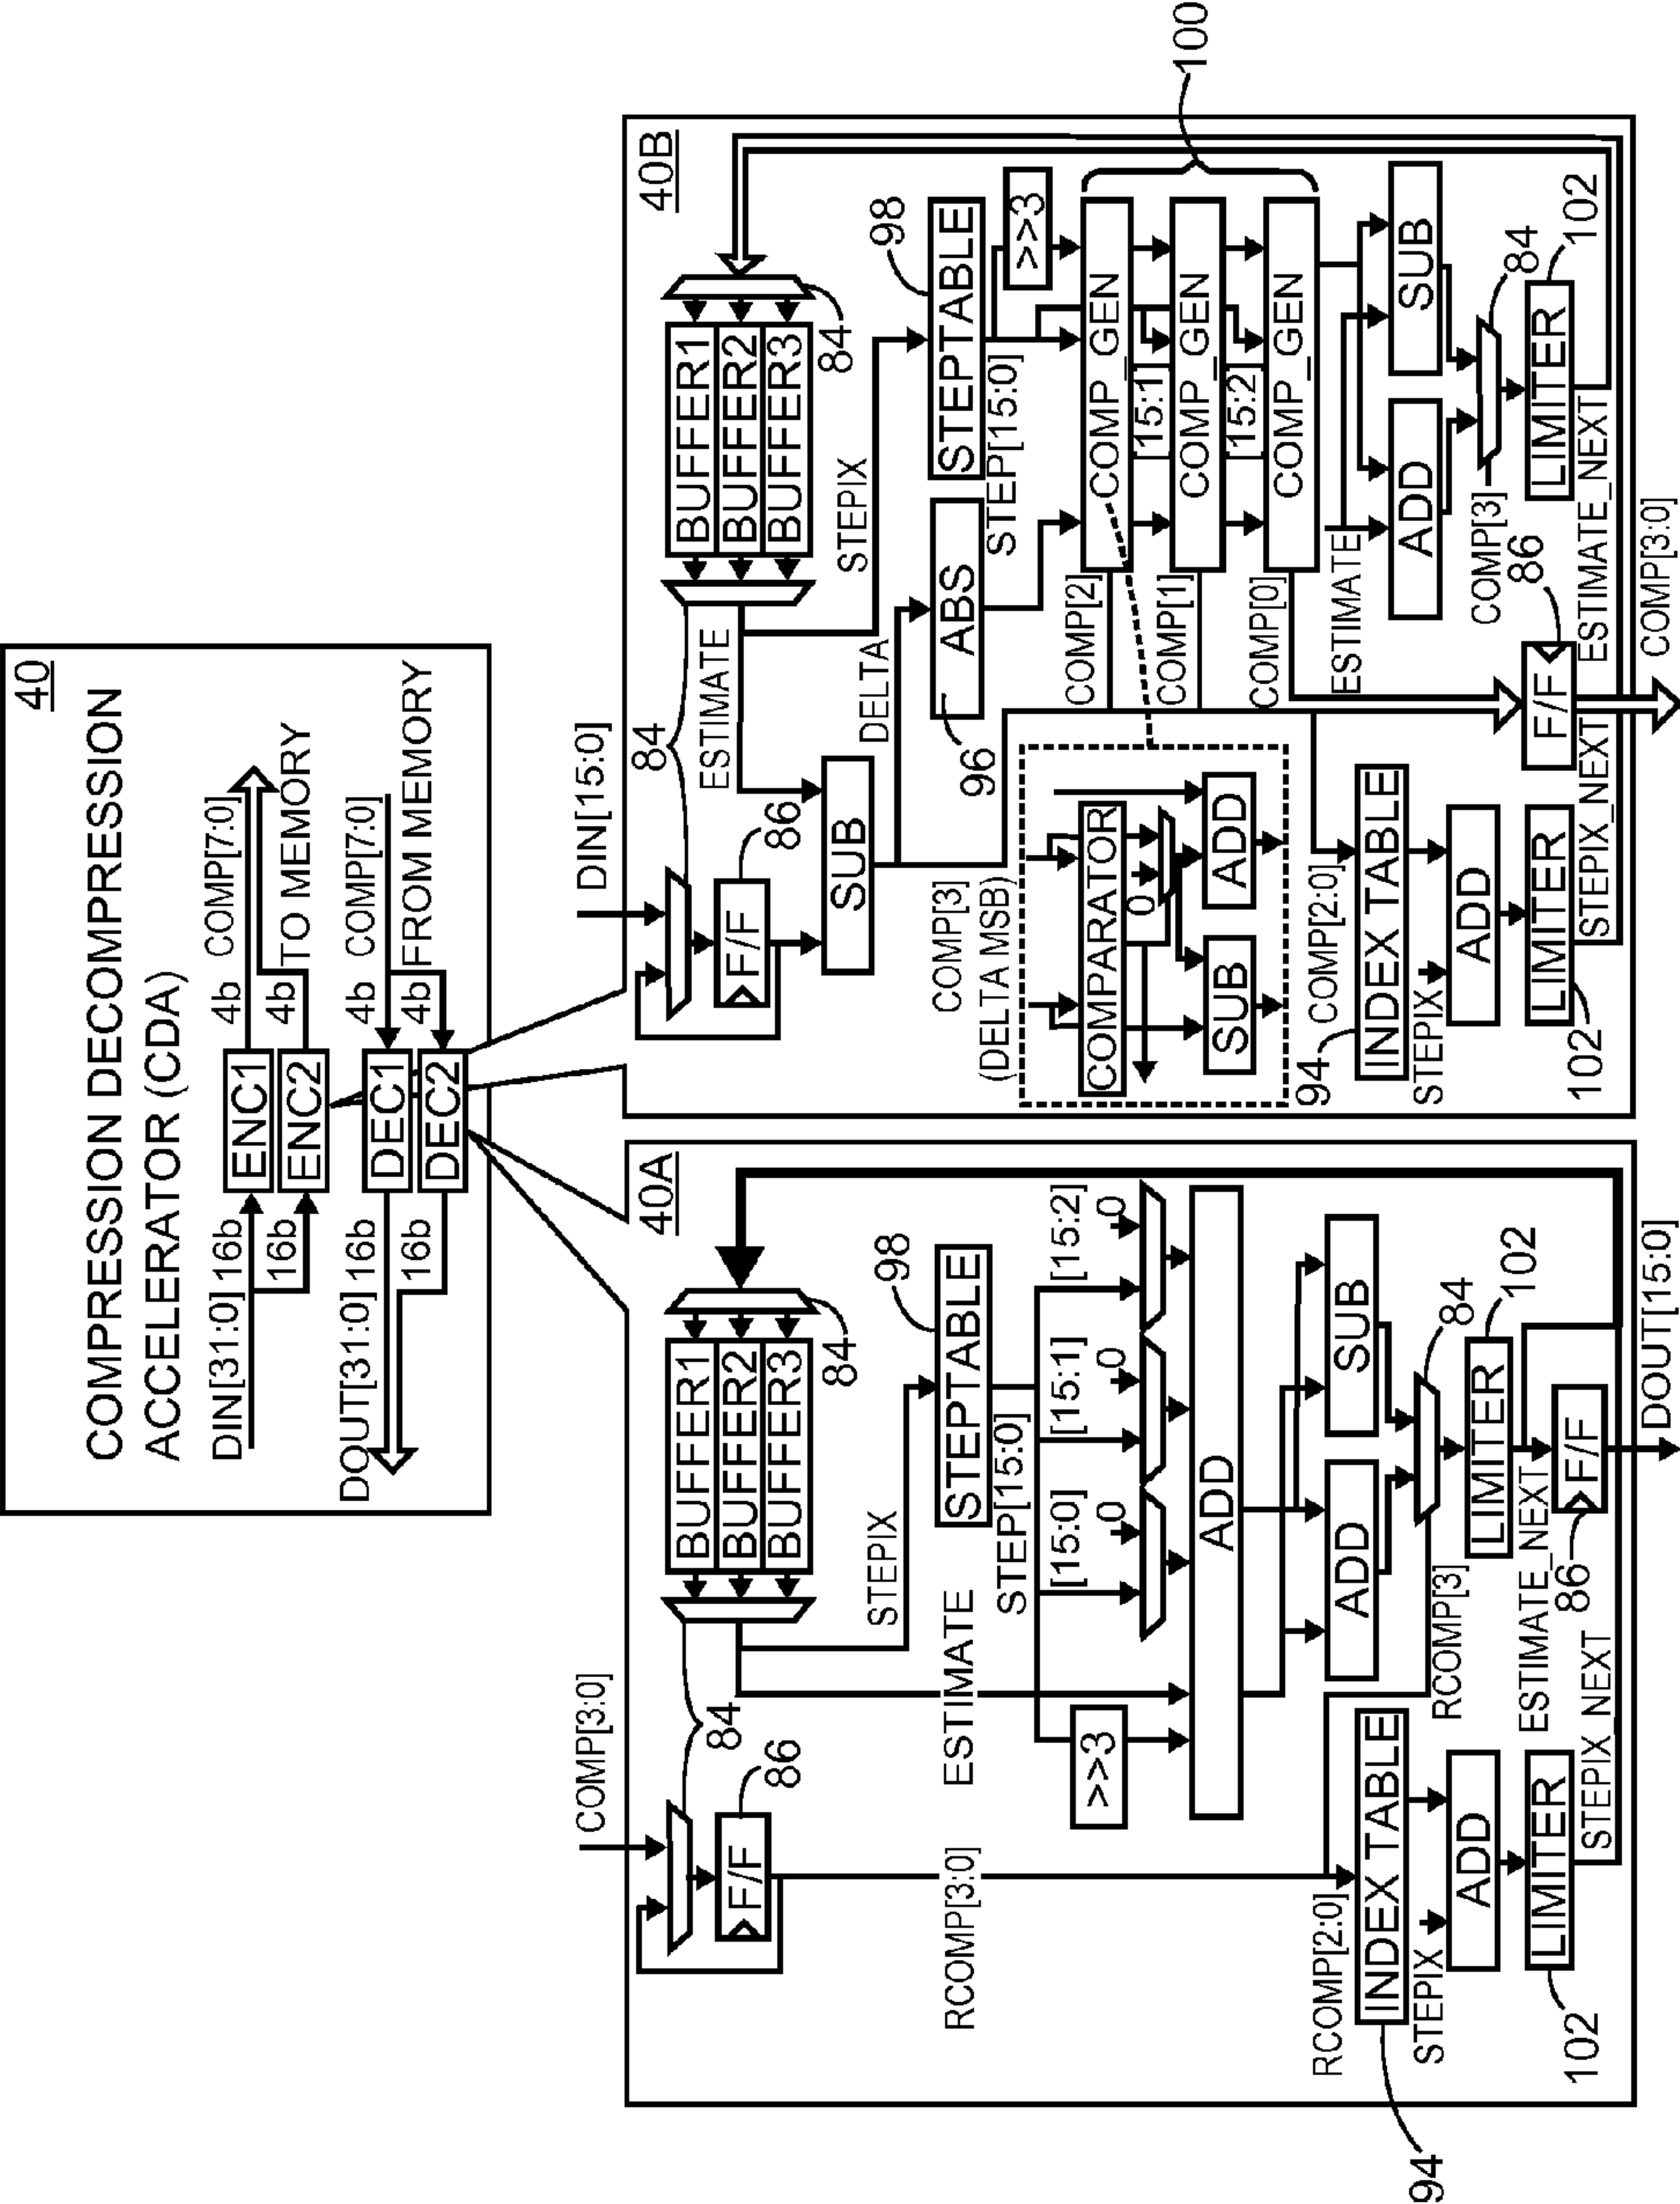 40
COMPRESSION DECOMPRESSION
ACCELERATOR (CDA)
DIN[31:0] 16b ENC1 4b COMP[7:0]
16b ENC2 4b TO MEMORY
DOUT[31:0] 16b DEC1 4b COMP[7:0]
16b DEC2 4b FROM MEMORY
40A
COMP[3:0]
84
F/F
86
BUFFER1
BUFFER2
BUFFER3
84
STEPIX
98
STEPTABLE
ESTIMATE
RCOMP[3:0]
STEP[15:0]
[15:0]
0
[15:1]
0
[15:2]
0
>>3
ADD
ADD
SUB
84
RCOMP[3]
LIMITER
102
ESTIMATE_NEXT
F/F
86
DOUT[15:0]
RCOMP[2:0]
INDEX TABLE
94
STEPIX
ADD
LIMITER
102
STEPIX_NEXT
40B
DIN[15:0]
84
F/F
86
SUB
ESTIMATE
BUFFER1
BUFFER2
BUFFER3
84
STEPIX
DELTA
ABS
96
98
STEPTABLE
STEP[15:0]
>>3
100
COMP_GEN
COMP[2]
[15:1]
COMP_GEN
COMP[1]
[15:2]
COMP_GEN
COMP[0]
COMP[3]
(DELTA MSB)
COMPARATOR
0
SUB
ADD
COMP[2:0]
94
INDEX TABLE
STEPIX
ADD
LIMITER
102
STEPIX_NEXT
ESTIMATE
ADD
SUB
COMP[3]
84
LIMITER
102
ESTIMATE_NEXT
86
F/F
COMP[3:0]